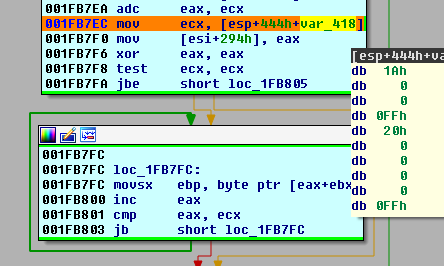 001FB7EA adc eax, ecx
001FB7EC mov ecx, [esp+444h+var_418]
001FB7F0 mov [esi+294h], eax
001FB7F6 xor eax, eax
001FB7F8 test ecx, ecx
001FB7FA jbe short loc_1FB805
[esp+444h+va
db 1Ah
db 0
db 0
db 0FFh
db 20h
db 0
db 0
db 0
db 0
db 0FFh
001FB7FC
001FB7FC loc_1FB7FC:
001FB7FC movsx ebp, byte ptr [eax+ebx
001FB800 inc eax
001FB801 cmp eax, ecx
001FB803 jb short loc_1FB7FC